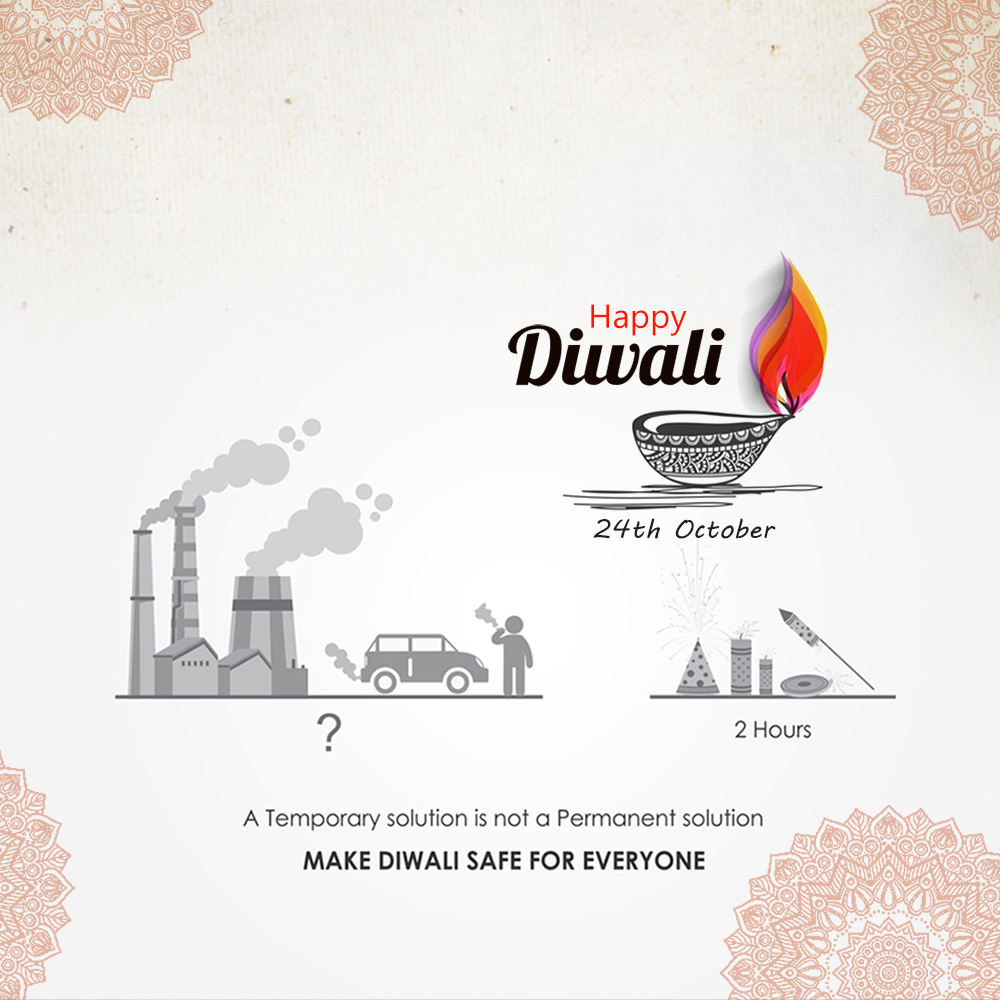 Happy
Diwali
24th October
?
2 Hours
A Temporary solution is not a Permanent solution
MAKE DIWALI SAFE FOR EVERYONE